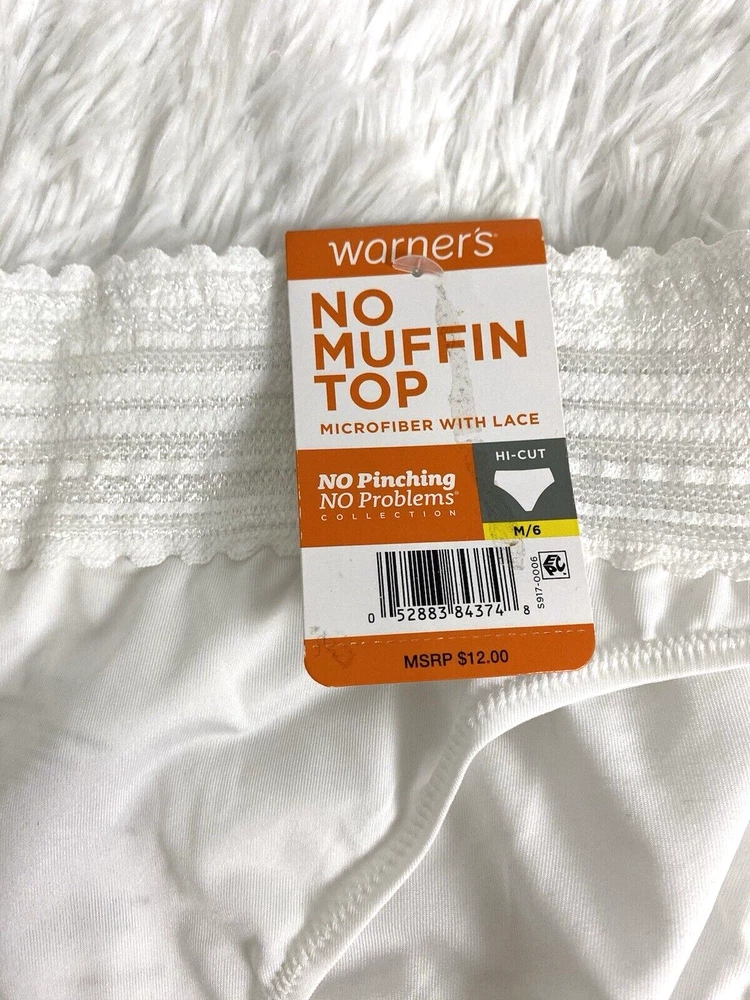 warner's
NO
MUFFIN
TOP
MICROFIBER WITH LACE
NO Pinching
NO Problems®
COLLECTION
HI-CUT
M/6
0 52883 84374 8
S917-0006
MSRP $12.00